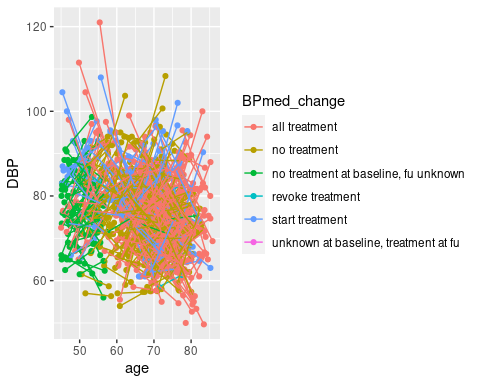 120
100
80
60
DBP
50
60
70
80
age
BPmed_change
all treatment
no treatment
no treatment at baseline, fu unknown
revoke treatment
start treatment
unknown at baseline, treatment at fu